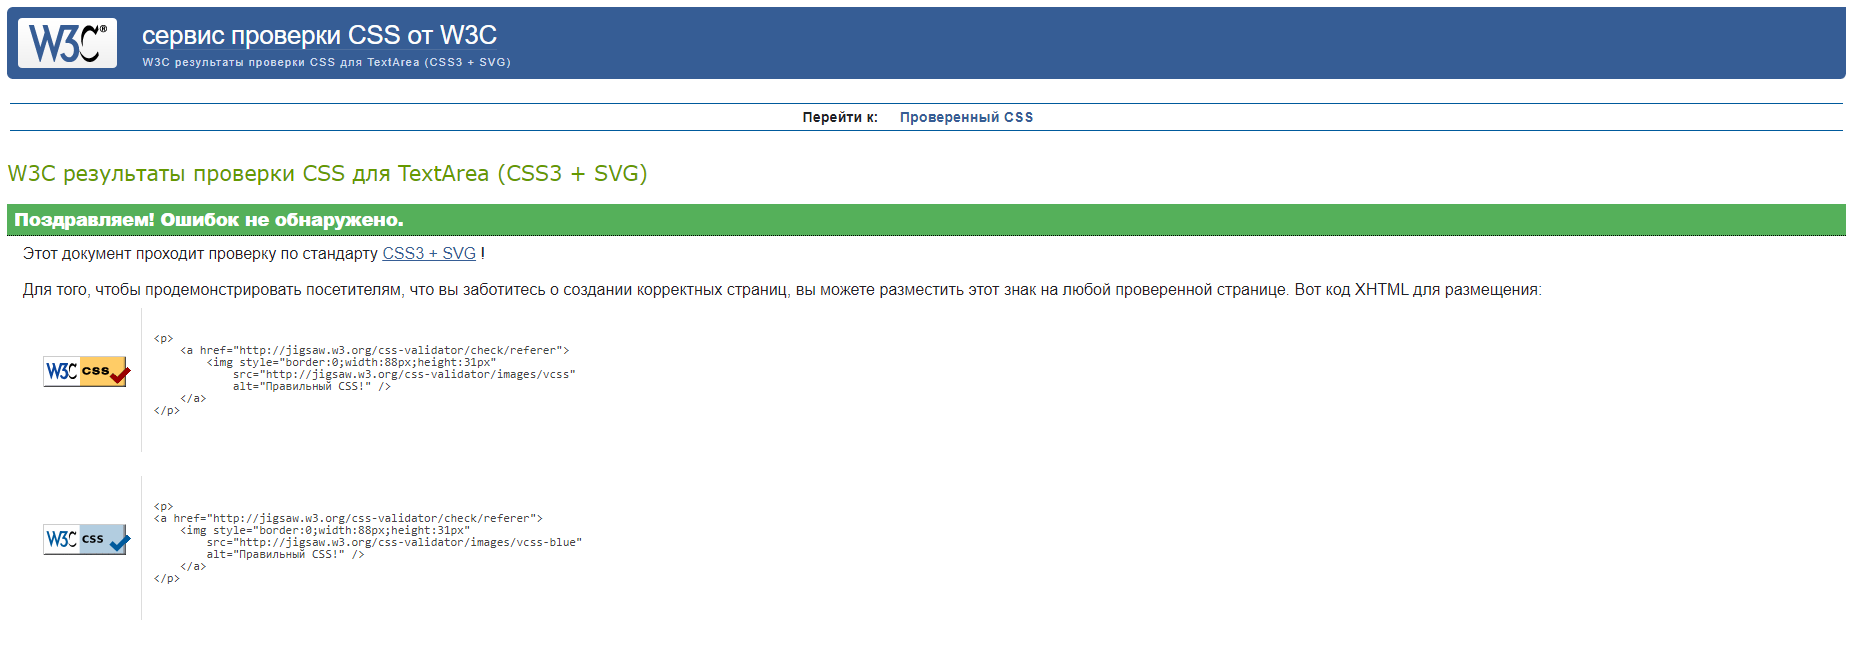 W3C®
сервис проверки CSS от W3C
W3C результаты проверки CSS для TextArea (CSS3 + SVG)
Перейти к: Проверенный CSS
W3C результаты проверки CSS для TextArea (CSS3 + SVG)
Поздравляем! Ошибок не обнаружено.
Этот документ проходит проверку по стандарту CSS3 + SVG !
Для того, чтобы продемонстрировать посетителям, что вы заботитесь о создании корректных страниц, вы можете разместить этот знак на любой проверенной странице. Вот код XHTML для размещения:
W3C CSS
<p>
    <a href="http://jigsaw.w3.org/css-validator/check/referer">
        <img style="border:0;width:88px;height:31px"
            src="http://jigsaw.w3.org/css-validator/images/vcss"
            alt="Правильный CSS!" />
    </a>
</p>
W3C CSS
<p>
<a href="http://jigsaw.w3.org/css-validator/check/referer">
    <img style="border:0;width:88px;height:31px"
        src="http://jigsaw.w3.org/css-validator/images/vcss-blue"
        alt="Правильный CSS!" />
    </a>
</p>